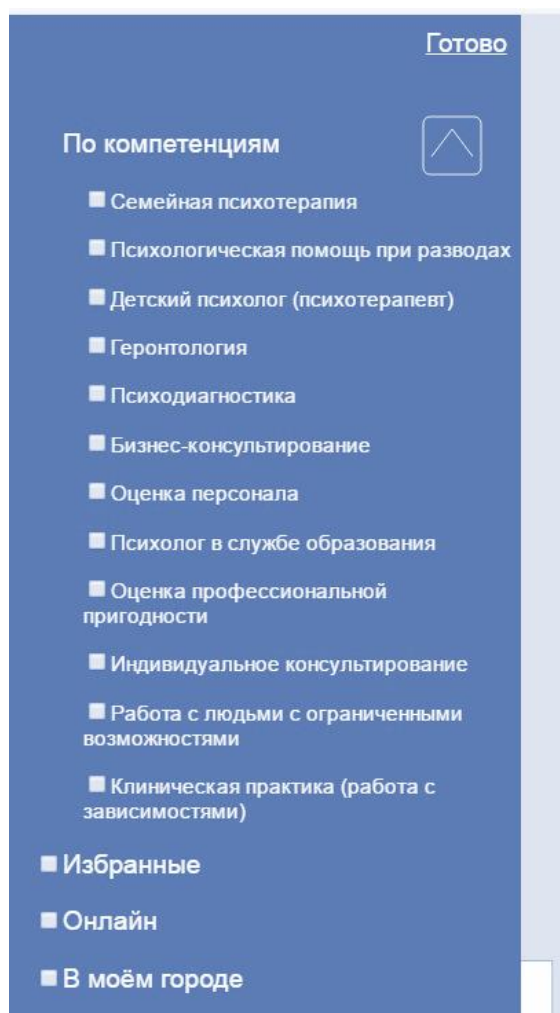 Готово
По компетенциям
Семейная психотерапия
Психологическая помощь при разводах
Детский психолог (психотерапевт)
Геронтология
Психодиагностика
Бизнес-консультирование
Оценка персонала
Психолог в службе образования
Оценка профессиональной
пригодности
Индивидуальное консультирование
Работа с людьми с ограниченными
возможностями
Клиническая практика (работа с
зависимостями)
Избранные
Онлайн
В моём городе